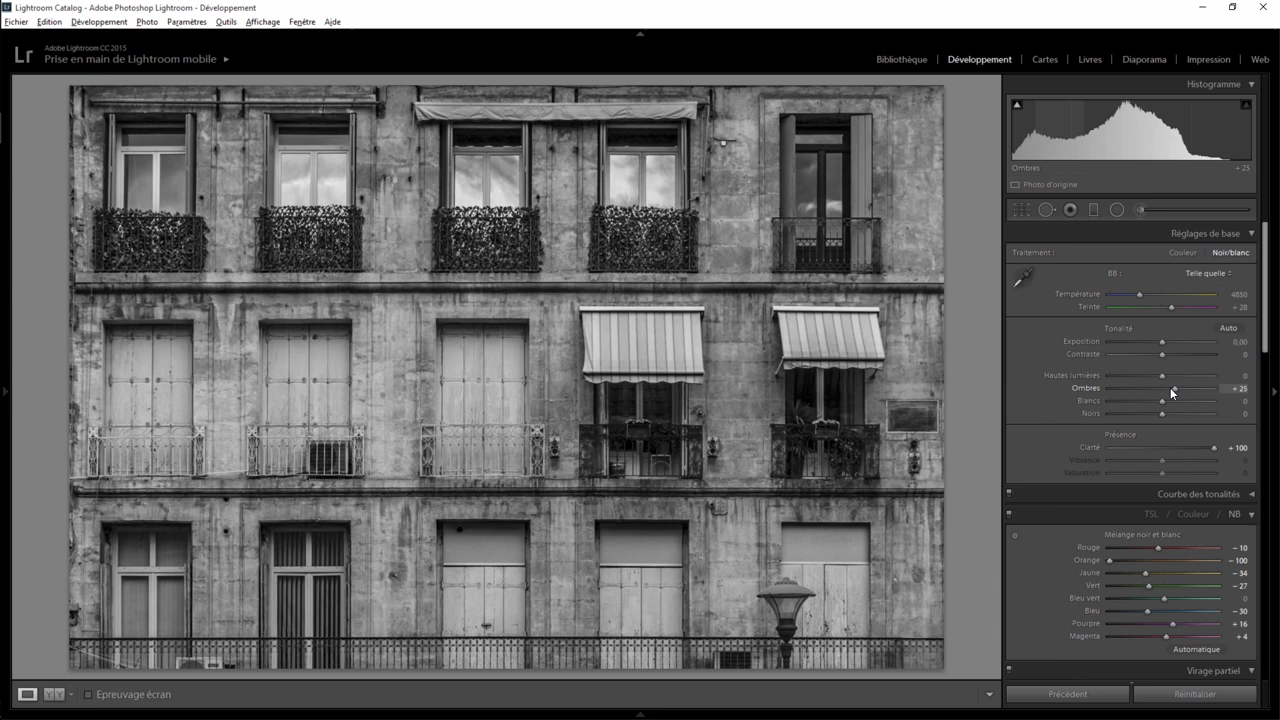 Lightroom Catalog - Adobe Photoshop Lightroom - Développement
Fichier Edition Développement Photo Paramètres Outils Affichage Fenêtre Aide
Lr
Adobe Lightroom CC 2015
Prise en main de Lightroom mobile
Bibliothèque Développement Cartes Livres Diaporama Impression Web
Histogramme
Ombres +25
Photo d'origine
Réglages de base
Traitement : Couleur Noir/blanc
BB : Telle quelle
Température 4850
Teinte + 28
Tonalité Auto
Exposition 0,00
Contraste 0
Hautes lumières 0
Ombres + 25
Blancs 0
Noirs 0
Présence
Clarté + 100
Vibrance 0
Saturation 0
Courbe des tonalités
TSL / Couleur / NB
Mélange noir et blanc
Rouge − 10
Orange − 100
Jaune − 34
Vert − 27
Bleu vert 0
Bleu − 30
Pourpre + 16
Magenta + 4
Automatique
Virage partiel
Epreuvage écran
Précédent Réinitialiser